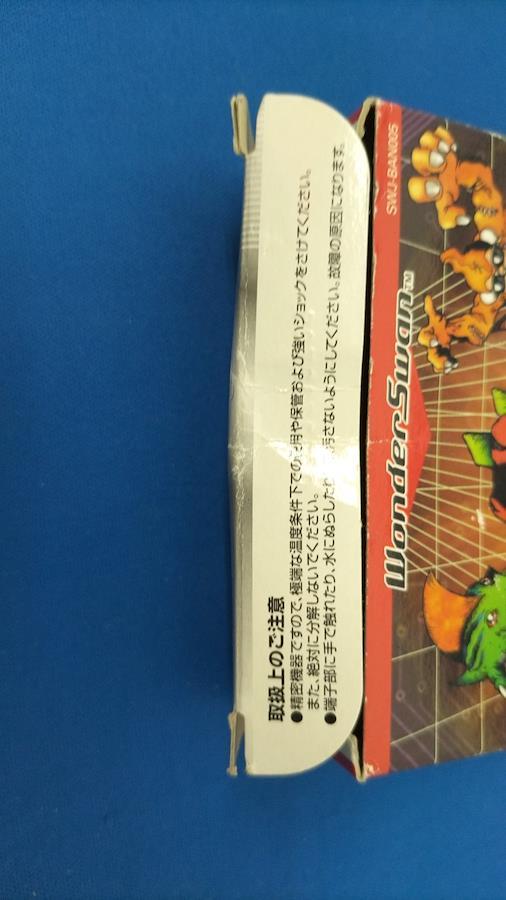 取扱上のご注意
●精密機器ですので、極端な温度条件下での使用や保管および強いショックをさけてください。
また、絶対に分解しないでください。
●端子部に手で触れたり、水にぬらしたり、汚さないようにしてください。故障の原因になります。
WonderSwan™
SWJ-BAN005